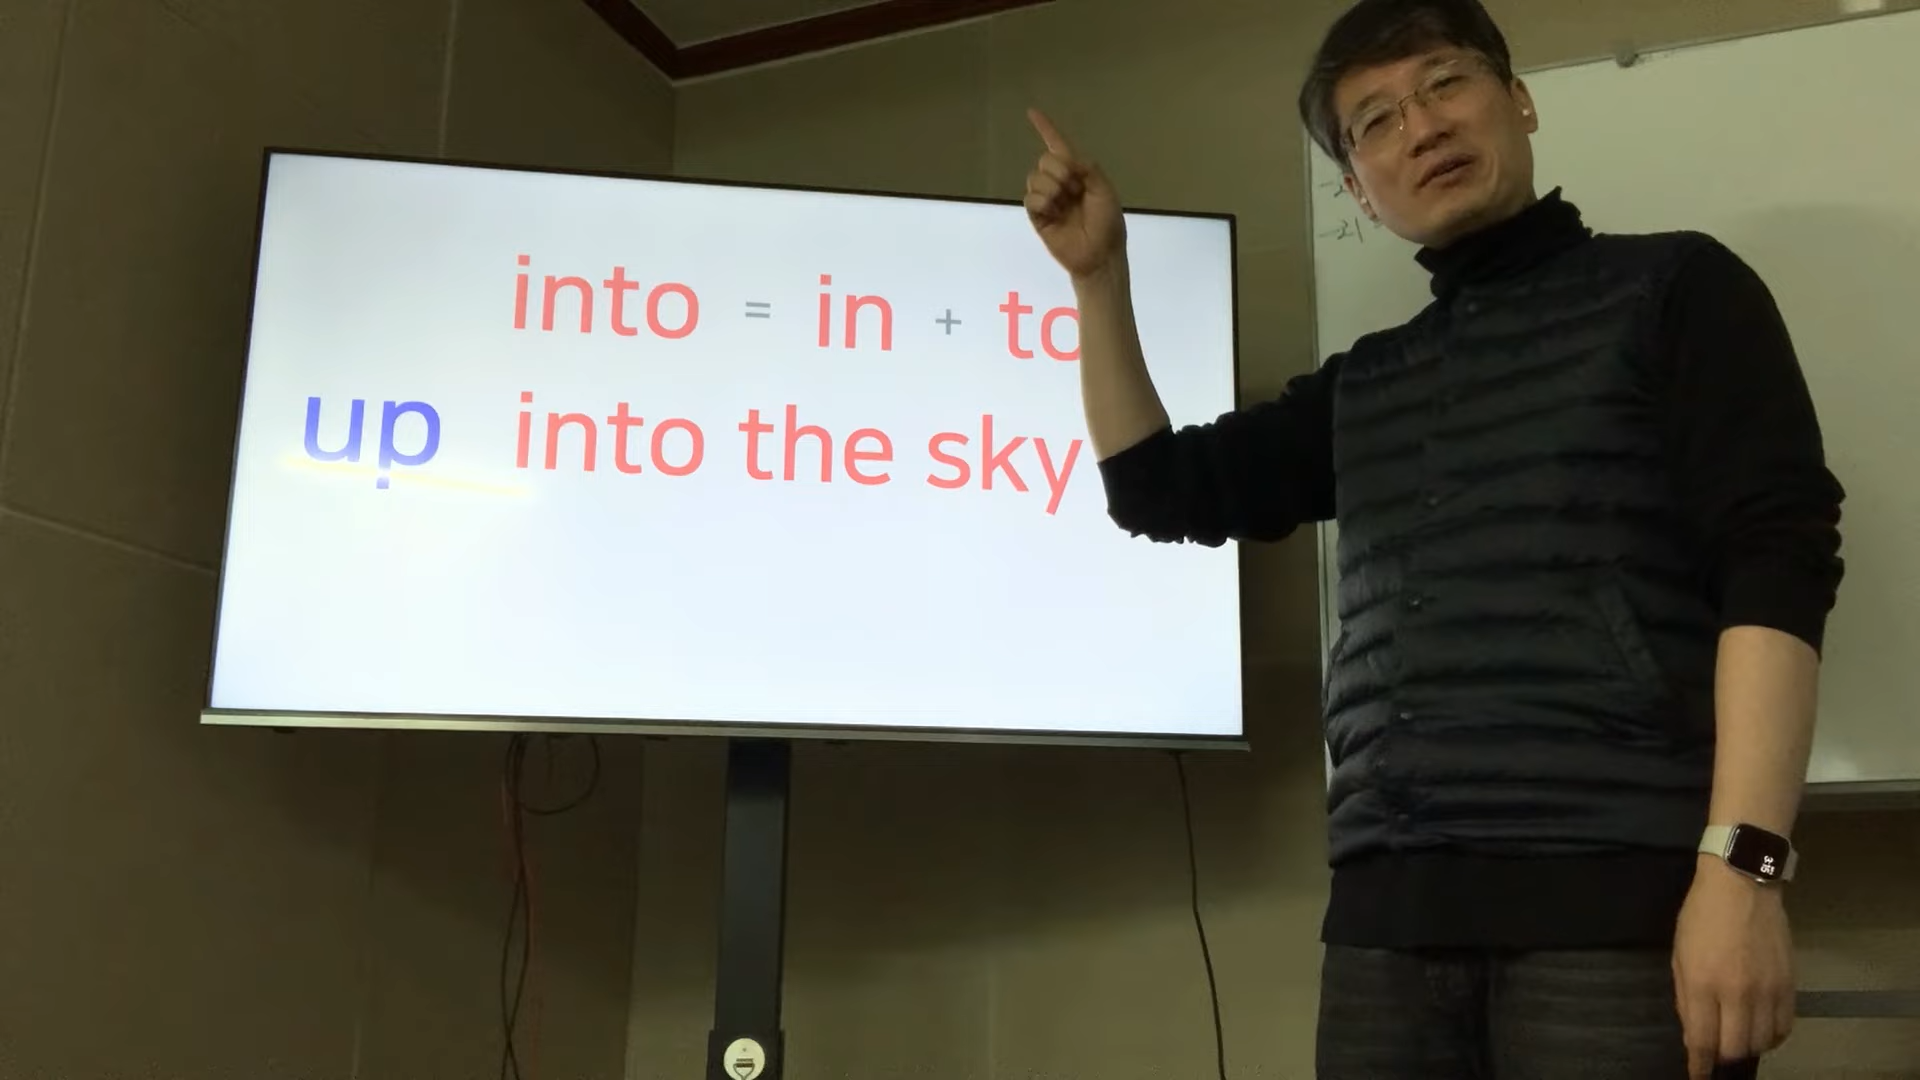 into = in + to
up into the sky